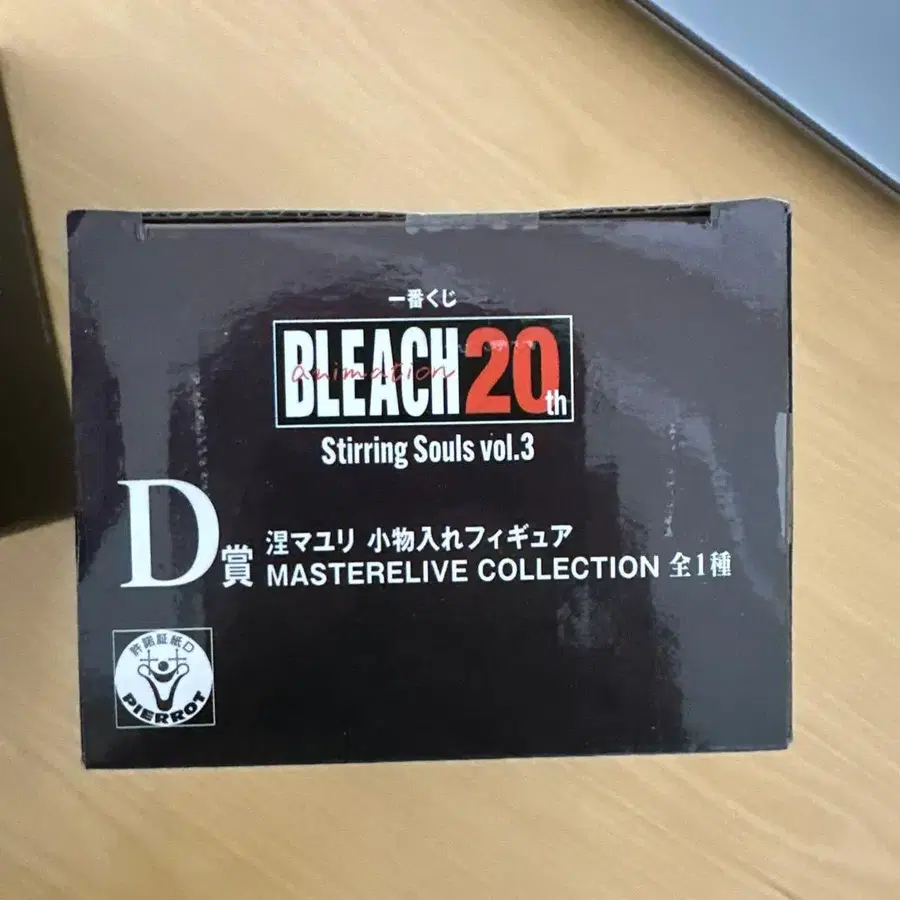 一番くじ
BLEACH 20th
animation
Stirring Souls vol.3
D賞 涅マユリ 小物入れフィギュア
MASTERELIVE COLLECTION 全1種
許諾証紙D
PIERROT